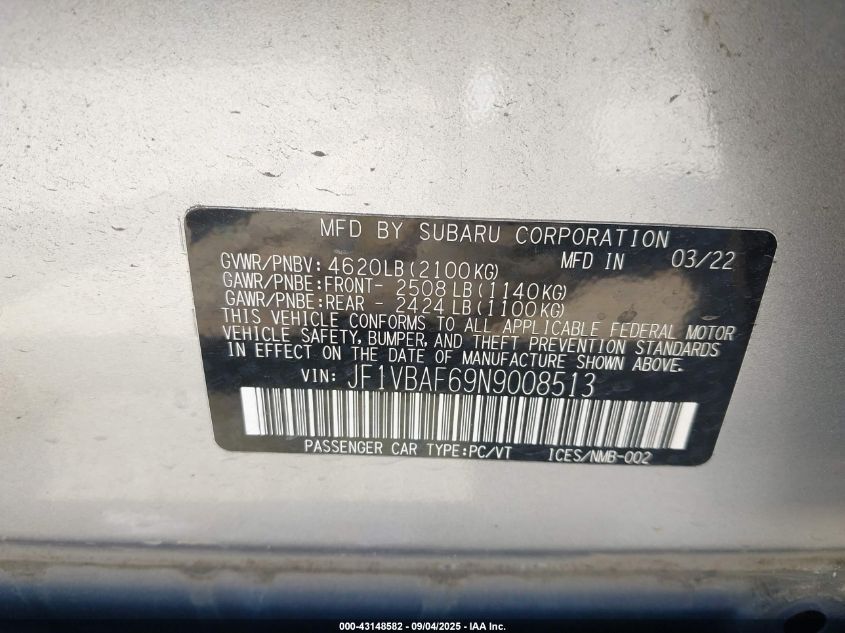 MFD BY SUBARU CORPORATION
GVWR/PNBV: 4620LB(2100KG) MFD IN 03/22
GAWR/PNBE:FRONT- 2508LB(1140KG)
GAWR/PNBE:REAR - 2424LB(1100KG)
THIS VEHICLE CONFORMS TO ALL APPLICABLE FEDERAL MOTOR
VEHICLE SAFETY, BUMPER, AND THEFT PREVENTION STANDARDS
IN EFFECT ON THE DATE OF MANUFACTURE SHOWN ABOVE.
VIN: JF1VBAF69N9008513
PASSENGER CAR TYPE:PC/VT ICES/NMB-002
000-43148582 - 09/04/2025 - IAA Inc.